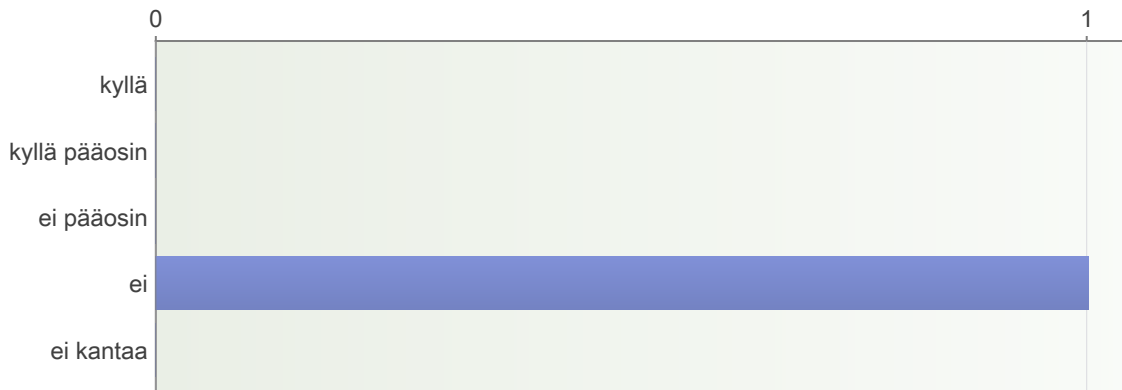 0 1
kyllä
kyllä pääosin
ei pääosin
ei
ei kantaa